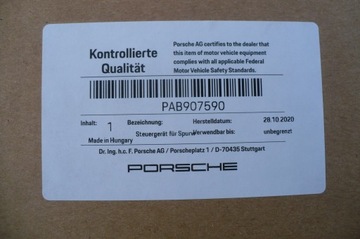 Kontrollierte
Qualität
Porsche AG certifies to the dealer that
this item of motor vehicle equipment
complies with all applicable Federal
Motor Vehicle Safety Standards.
PAB907590
Inhalt: 1 Bezeichnung: Herstelldatum: 28.10.2020
Steuergerät für Spurw Verwendbar bis: unbegrenzt
Made in Hungary
Dr. Ing. h.c. F. Porsche AG / Porscheplatz 1 / D-70435 Stuttgart
PORSCHE